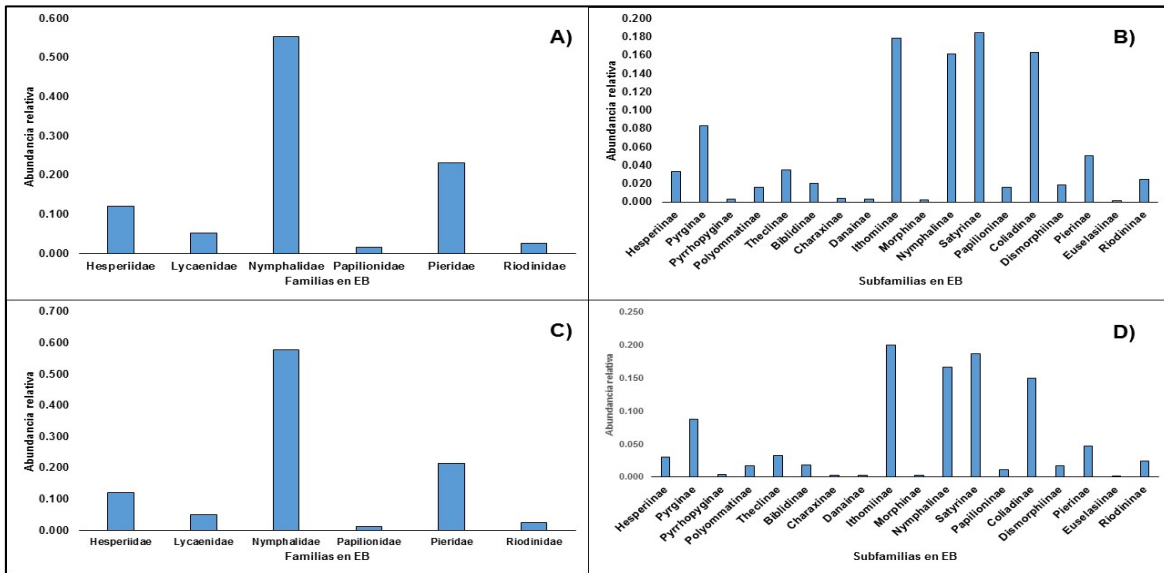 A)
Abundancia relativa
0.600
0.500
0.400
0.300
0.200
0.100
0.000
Hesperiidae Lycaenidae Nymphalidae Papilionidae Pieridae Riodinidae
Familias en EB
B)
Abundancia relativa
0.200
0.180
0.160
0.140
0.120
0.100
0.080
0.060
0.040
0.020
0.000
Hesperiinae
Pyrginae
Pyrrhopyginae
Polyommatinae
Theclinae
Biblidinae
Charaxinae
Danainae
Ithomiinae
Morphinae
Nymphalinae
Satyrinae
Papilioninae
Coliadinae
Dismorphiinae
Pierinae
Euselasiinae
Riodininae
Subfamilias en EB
C)
Abundancia relativa
0.700
0.600
0.500
0.400
0.300
0.200
0.100
0.000
Hesperiidae Lycaenidae Nymphalidae Papilionidae Pieridae Riodinidae
Familias en EB
D)
Abundancia relativa
0.250
0.200
0.150
0.100
0.050
0.000
Hesperiinae
Pyrginae
Pyrrhopyginae
Polyommatinae
Theclinae
Biblidinae
Charaxinae
Danainae
Ithomiinae
Morphinae
Nymphalinae
Satyrinae
Papilioninae
Coliadinae
Dismorphiinae
Pierinae
Euselasiinae
Riodininae
Subfamilias en EB